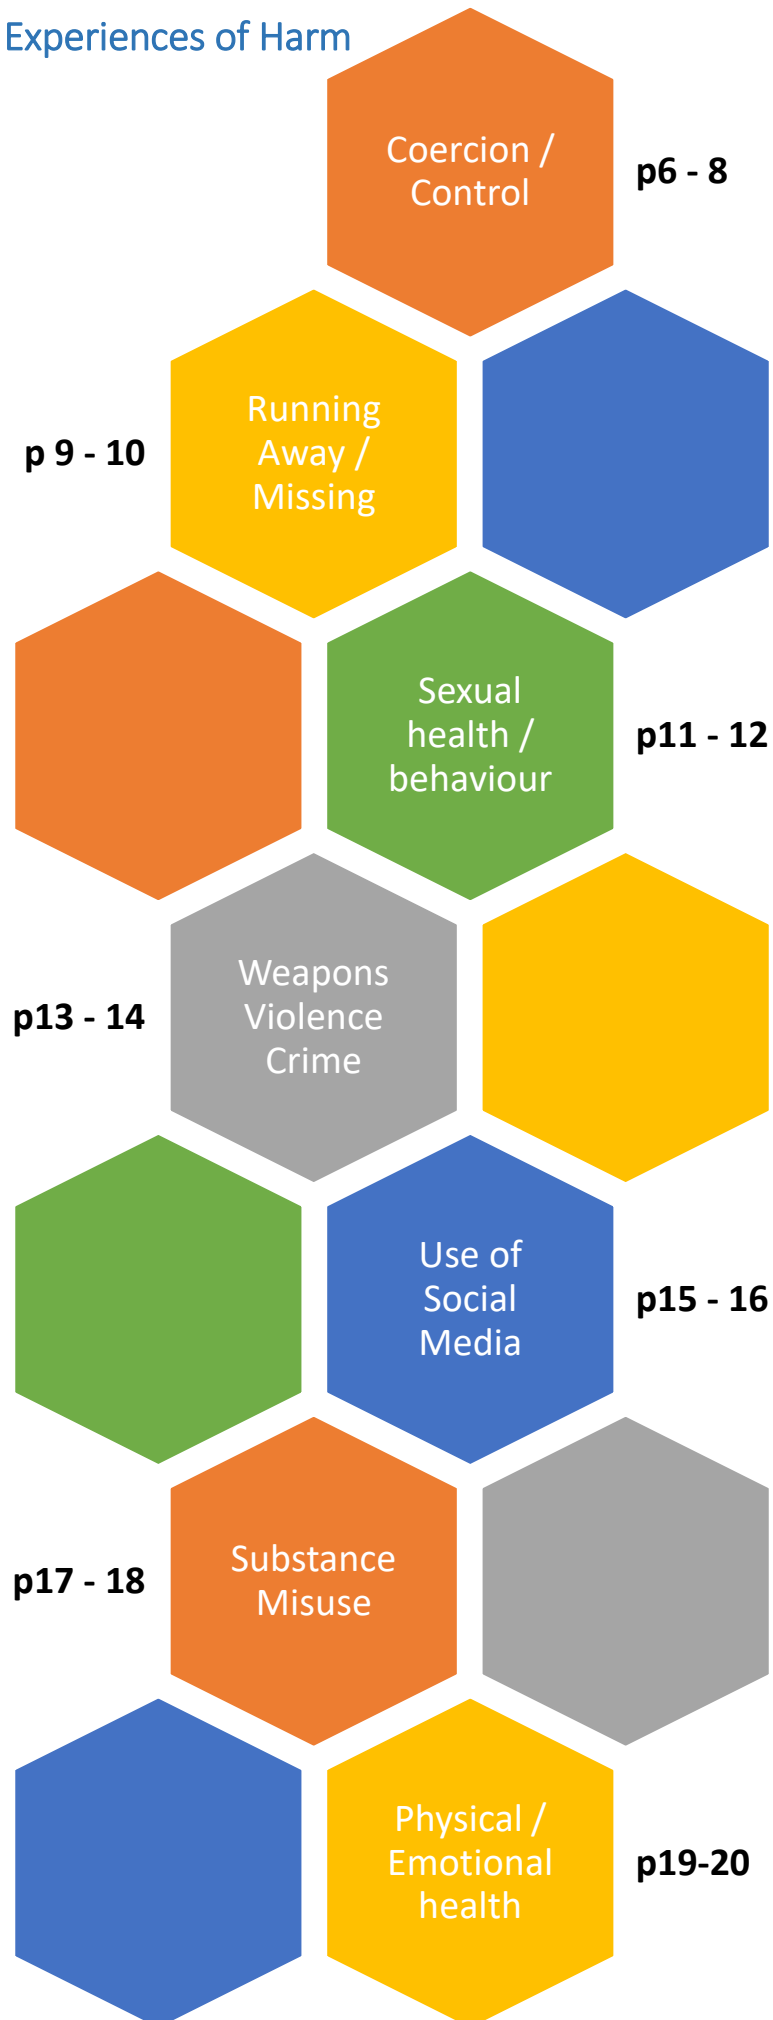 Experiences of Harm
Coercion /
Control
p6 - 8
Running
Away /
Missing
p 9 - 10
Sexual
health /
behaviour
p11 - 12
Weapons
Violence
Crime
p13 - 14
Use of
Social
Media
p15 - 16
Substance
Misuse
p17 - 18
Physical /
Emotional
health
p19-20